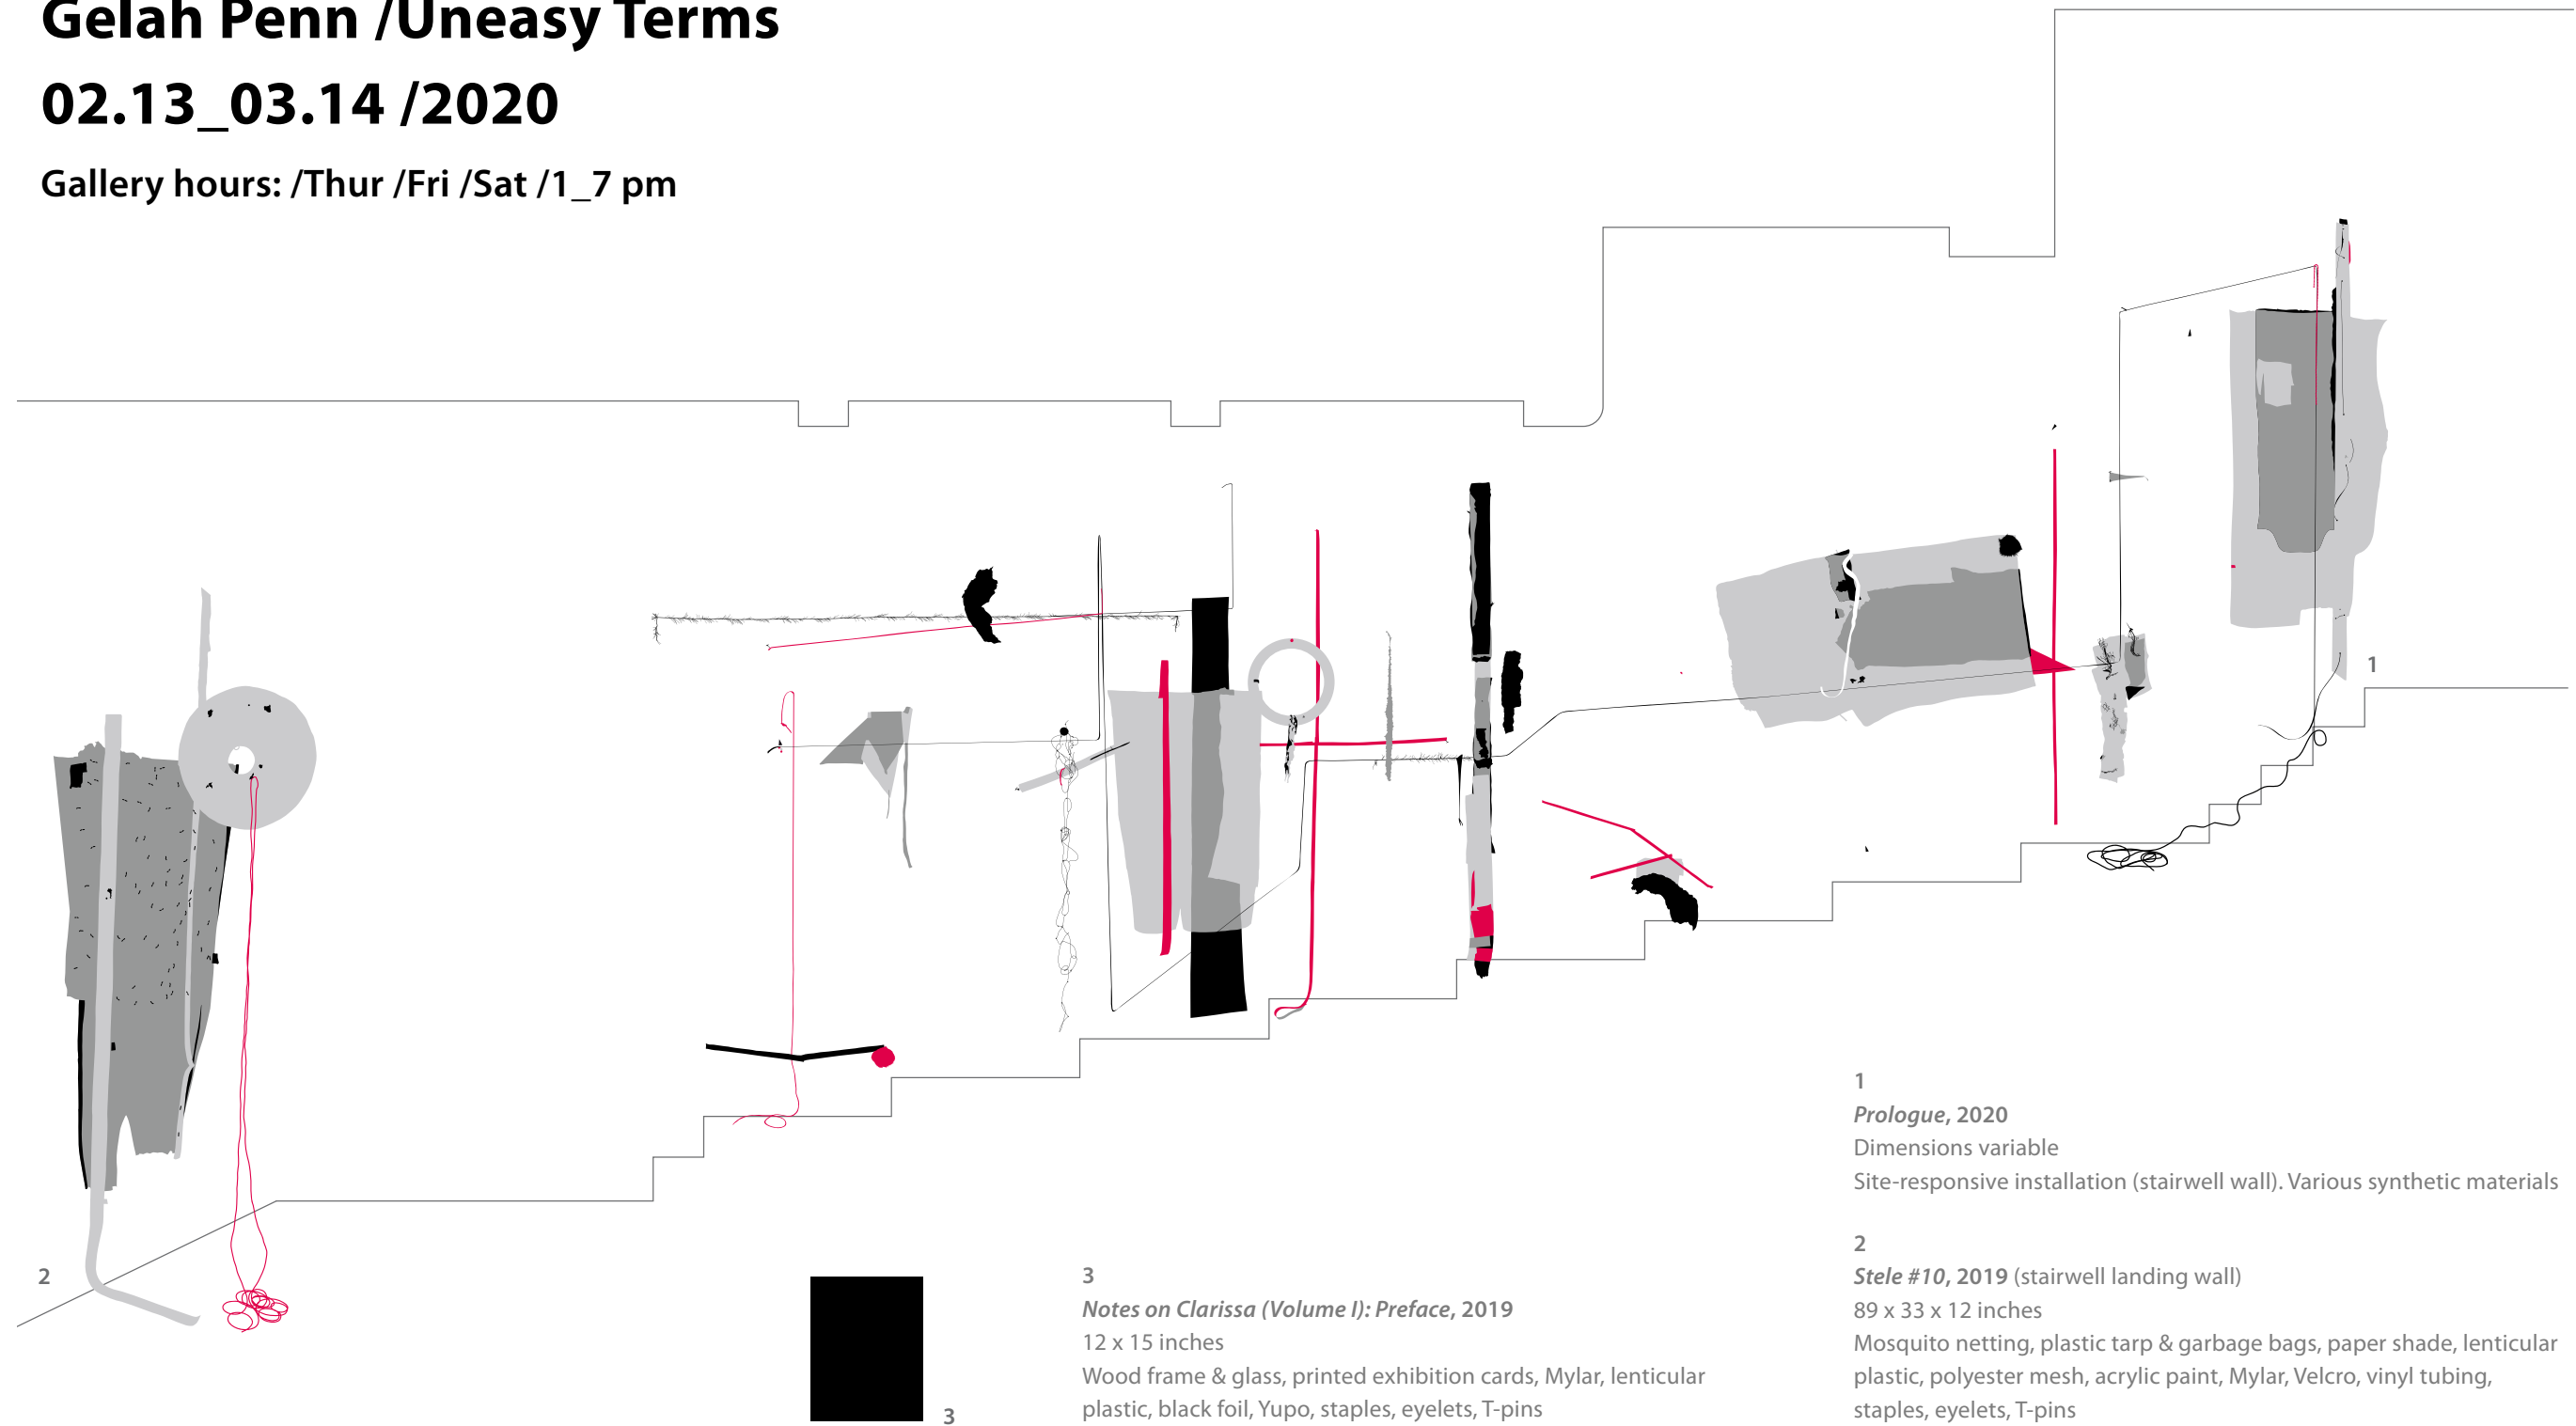 Gelah Penn /Uneasy Terms
02.13_03.14 /2020
Gallery hours: /Thur /Fri /Sat /1_7 pm
1
2
3
3
Notes on Clarissa (Volume I): Preface, 2019
12 x 15 inches
Wood frame & glass, printed exhibition cards, Mylar, lenticular
plastic, black foil, Yupo, staples, eyelets, T-pins
1
Prologue, 2020
Dimensions variable
Site-responsive installation (stairwell wall). Various synthetic materials
2
Stele #10, 2019 (stairwell landing wall)
89 x 33 x 12 inches
Mosquito netting, plastic tarp & garbage bags, paper shade, lenticular
plastic, polyester mesh, acrylic paint, Mylar, Velcro, vinyl tubing,
staples, eyelets, T-pins